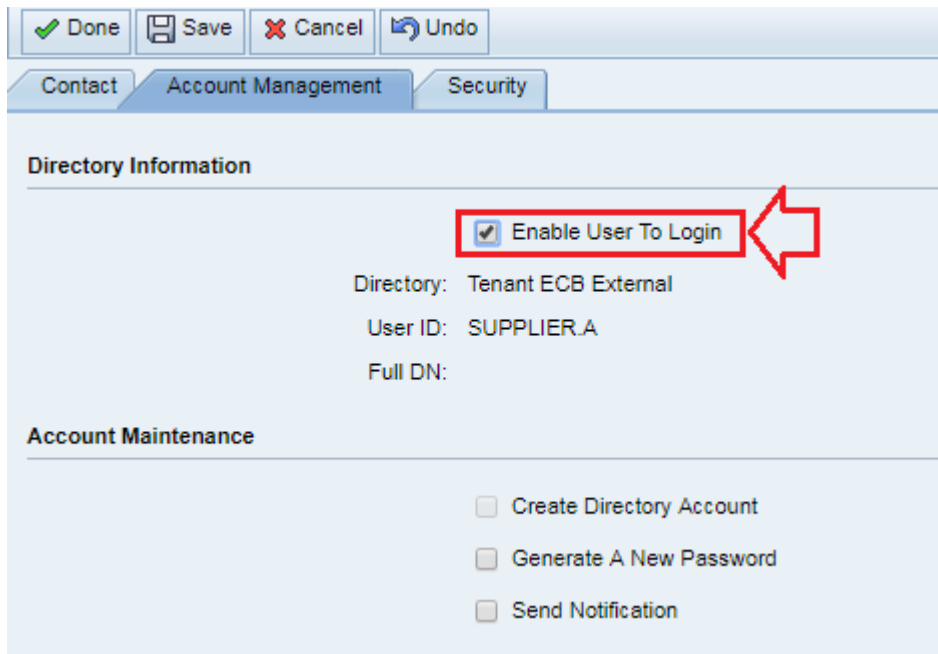 Done Save Cancel Undo
Contact Account Management Security
Directory Information
Enable User To Login
Directory: Tenant ECB External
User ID: SUPPLIER.A
Full DN:
Account Maintenance
Create Directory Account
Generate A New Password
Send Notification